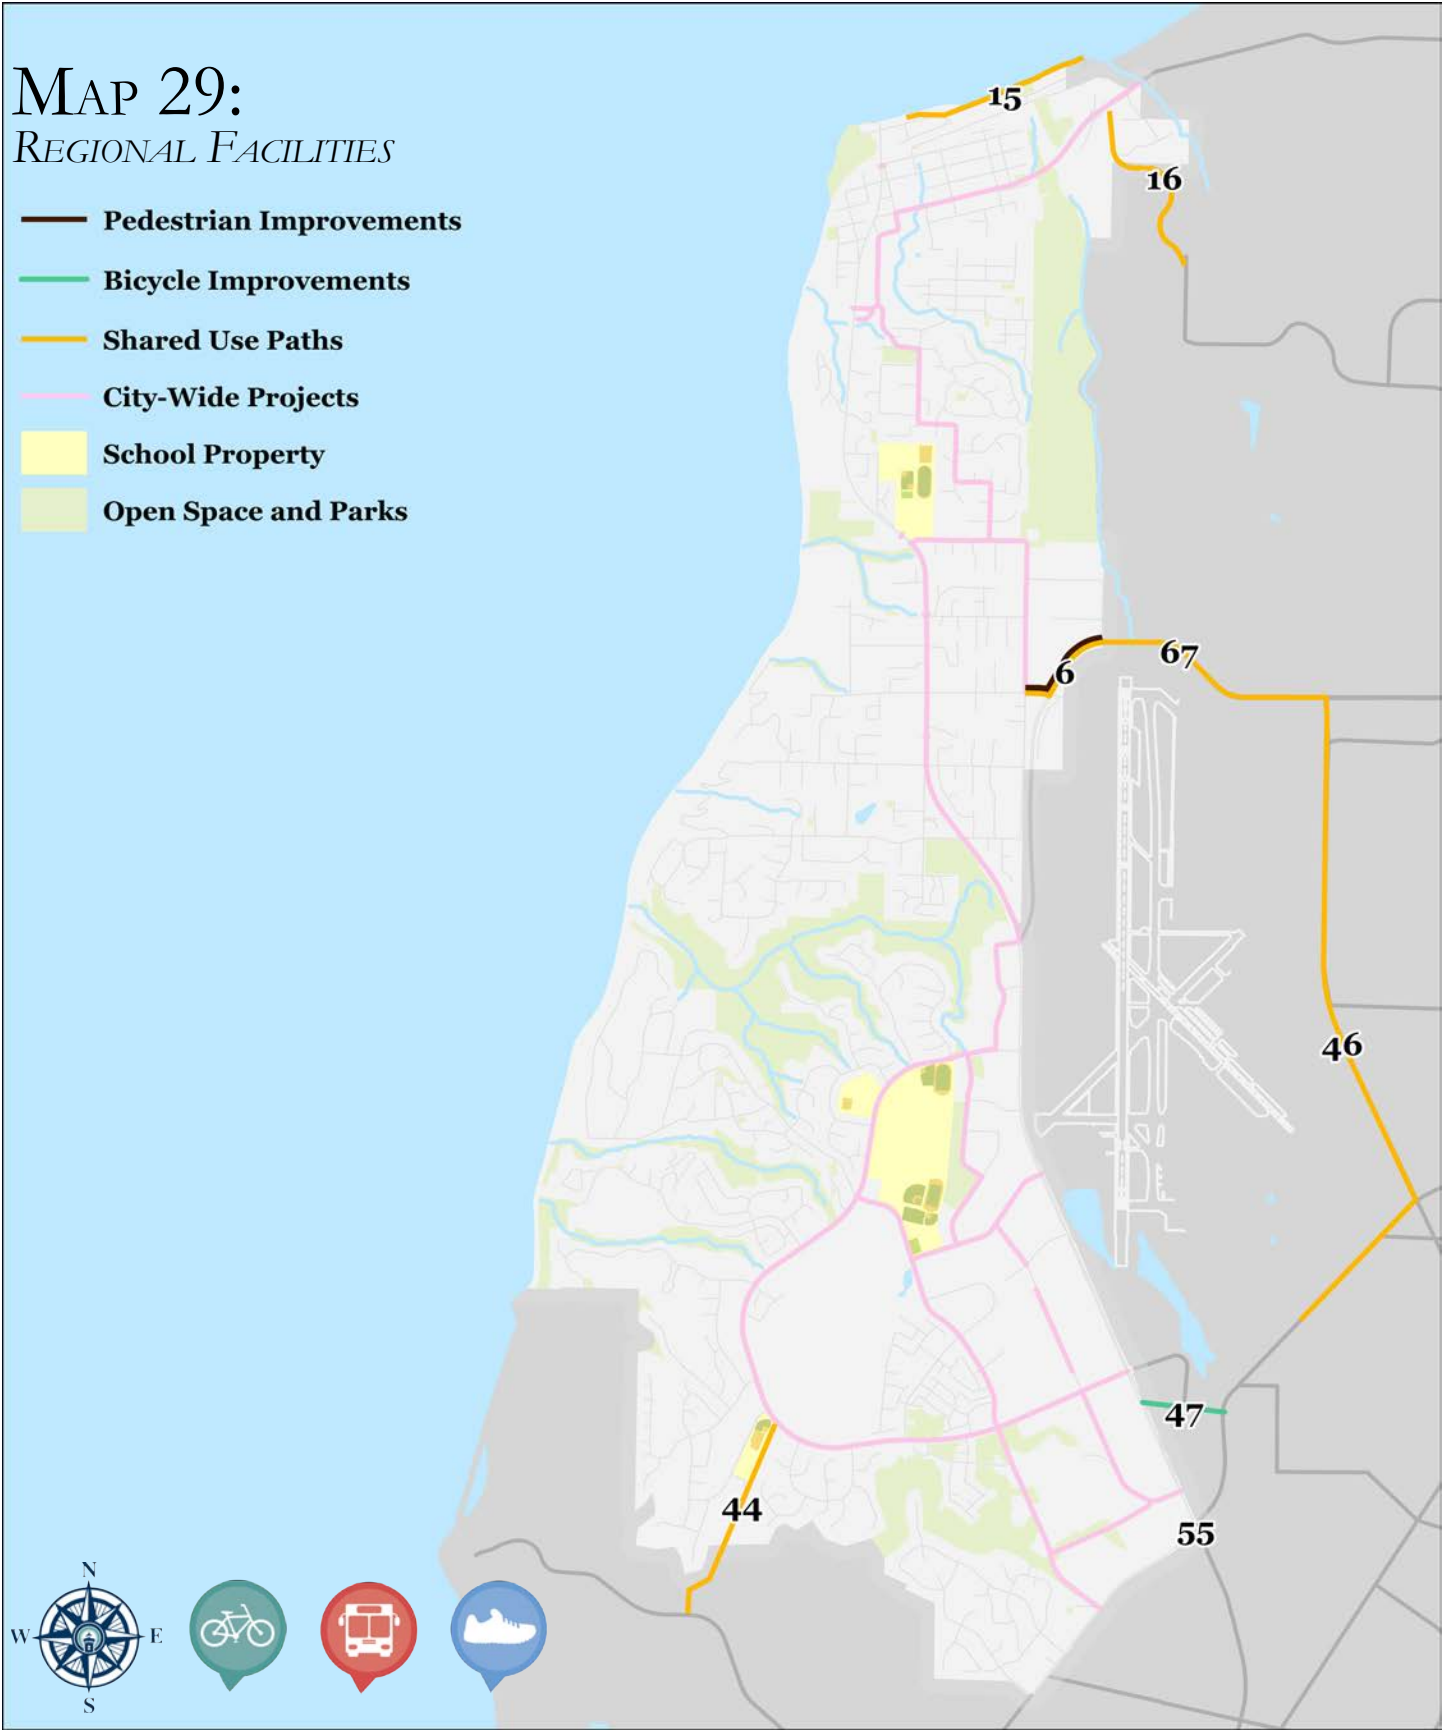 MAP 29:
REGIONAL FACILITIES
Pedestrian Improvements
Bicycle Improvements
Shared Use Paths
City-Wide Projects
School Property
Open Space and Parks
15
16
6
67
46
47
44
55
N
W E
S